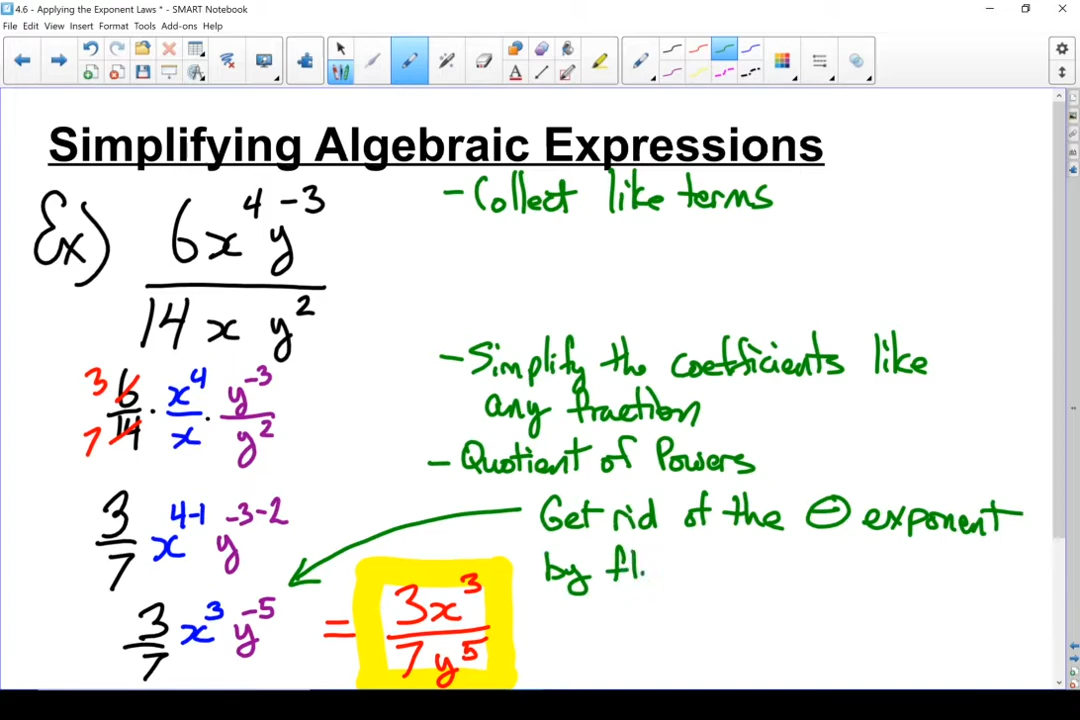 4.6 - Applying the Exponent Laws * - SMART Notebook
File Edit View Insert Format Tools Add-ons Help
Simplifying Algebraic Expressions
- Collect like terms
Ex) 6x⁴y⁻³
14xy²
- Simplify the coefficients like
any fraction
3 6/14 7 · x⁴/x · y⁻³/y²
- Quotient of Powers
3/7 x⁴⁻¹ y⁻³⁻²
Get rid of the ⊖ exponent
by fl.
3/7 x³ y⁻⁵ = 3x³/7y⁵